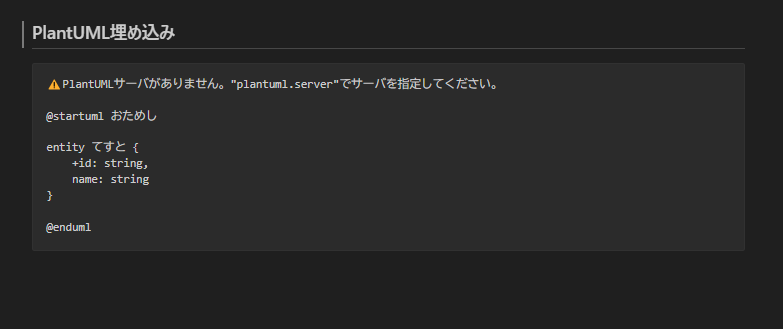 PlantUML埋め込み
⚠️PlantUMLサーバがありません。"plantuml.server"でサーバを指定してください。
@startuml おためし
entity てすと {
    +id: string,
    name: string
}
@enduml